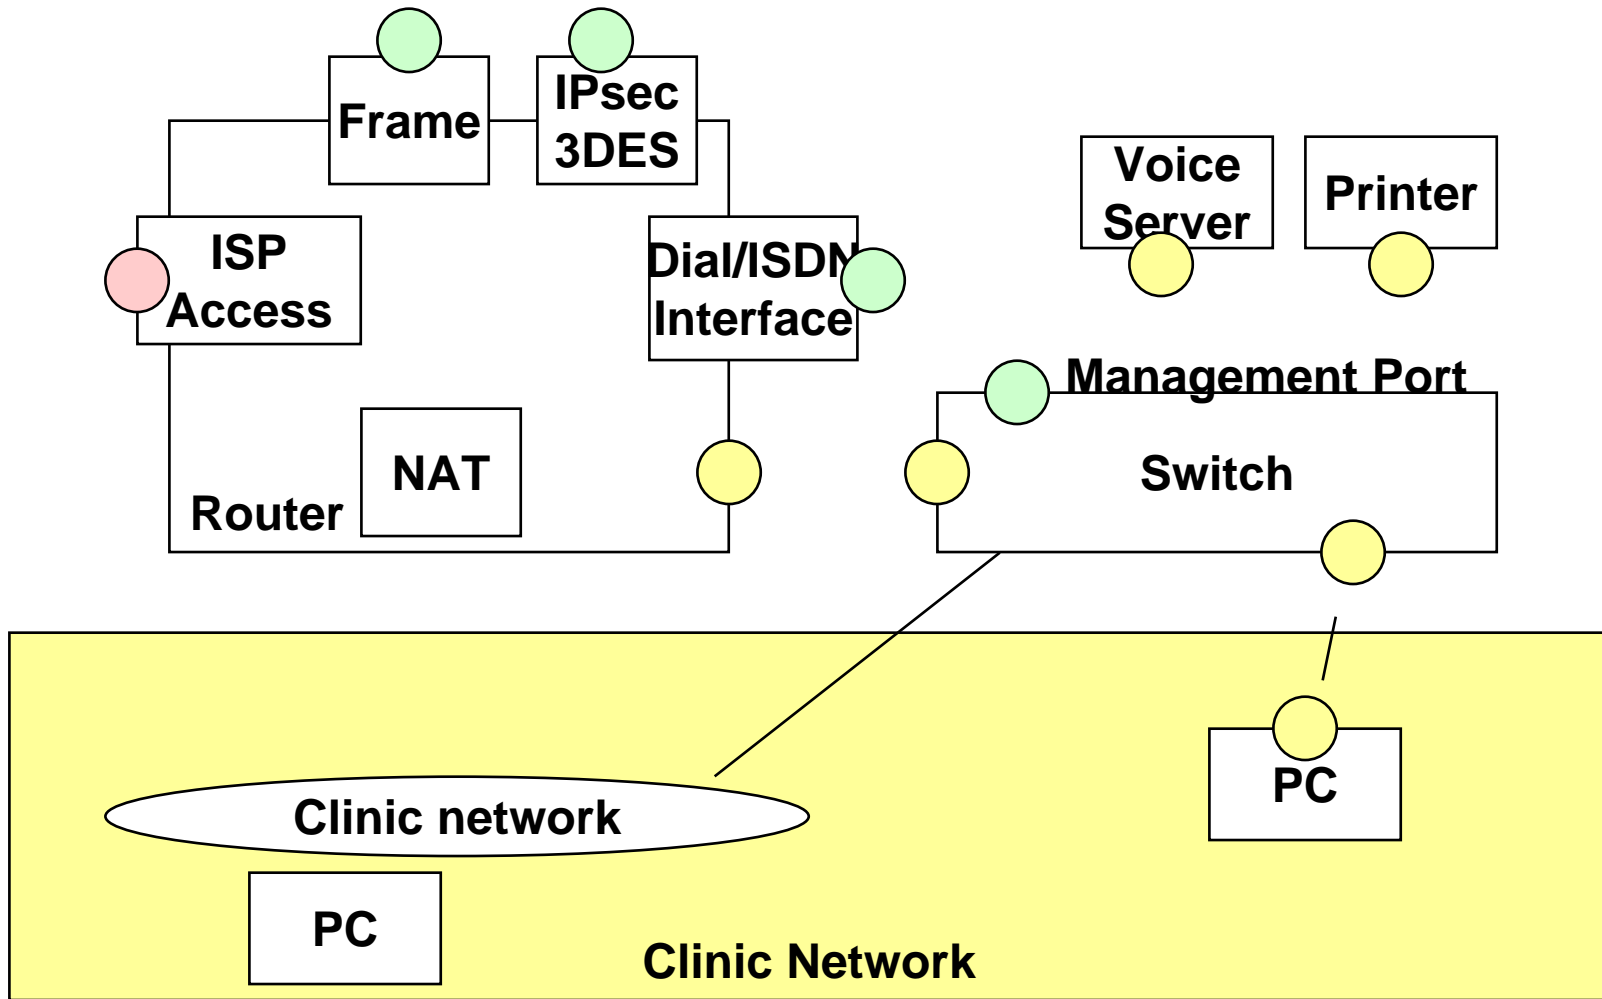 Frame
IPsec
3DES
ISP
Access
Dial/ISDN
Interface
NAT
Router
Voice
Server
Printer
Management Port
Switch
Clinic network
PC
PC
Clinic Network